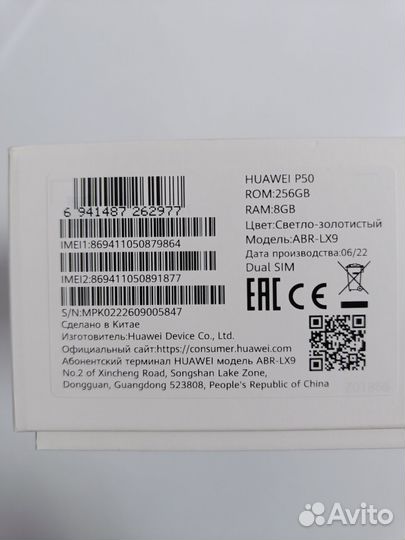 HUAWEI P50
ROM:256GB
RAM:8GB
Цвет:Светло-золотистый
Модель:ABR-LX9
Дата производства:06/22
Dual SIM
6 941487 262977
IMEI1:869411050879864
IMEI2:869411050891877
S/N:MPK0222609005847
Сделано в Китае
Изготовитель:Huawei Device Co., Ltd.
Официальный сайт:https://consumer.huawei.com
Абонентский терминал HUAWEI модель ABR-LX9
No.2 of Xincheng Road, Songshan Lake Zone,
Dongguan, Guangdong 523808, People's Republic of China
EAC CE
Avito